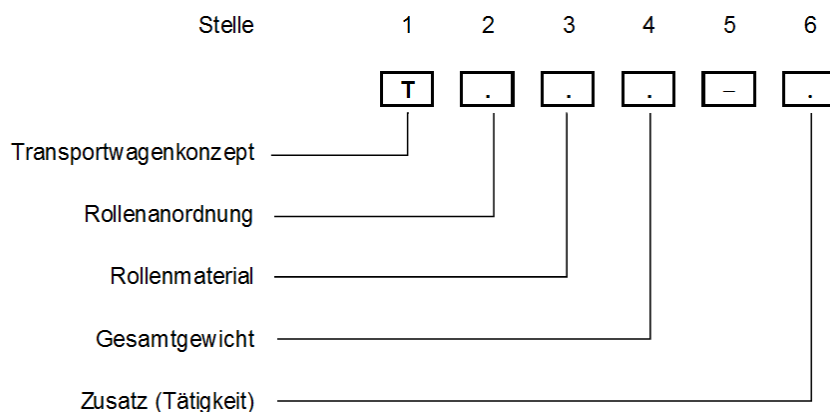 Stelle 1 2 3 4 5 6
T . . . – .
Transportwagenkonzept
Rollenanordnung
Rollenmaterial
Gesamtgewicht
Zusatz (Tätigkeit)